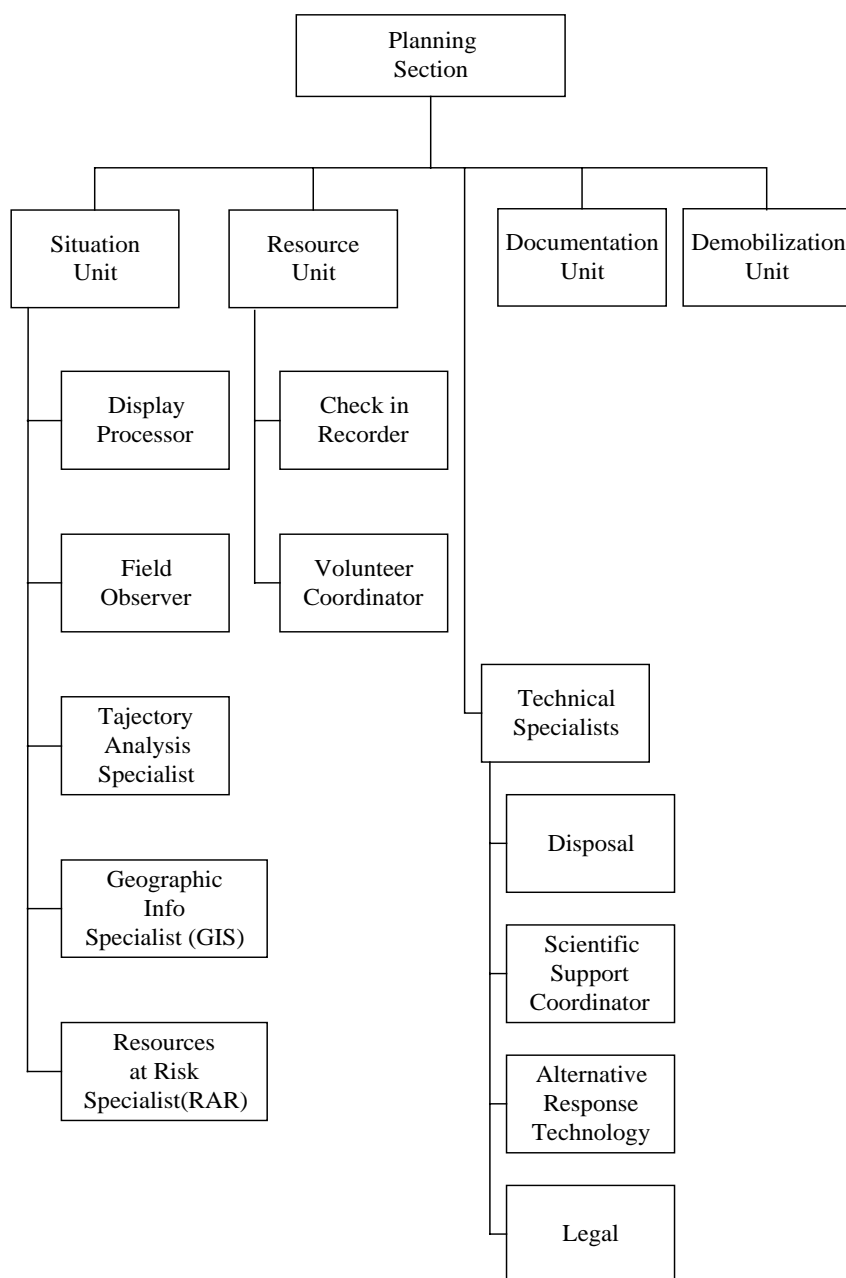 Planning
Section
Situation
Unit
Resource
Unit
Documentation
Unit
Demobilization
Unit
Display
Processor
Field
Observer
Tajectory
Analysis
Specialist
Geographic
Info
Specialist (GIS)
Resources
at Risk
Specialist(RAR)
Check in
Recorder
Volunteer
Coordinator
Technical
Specialists
Disposal
Scientific
Support
Coordinator
Alternative
Response
Technology
Legal